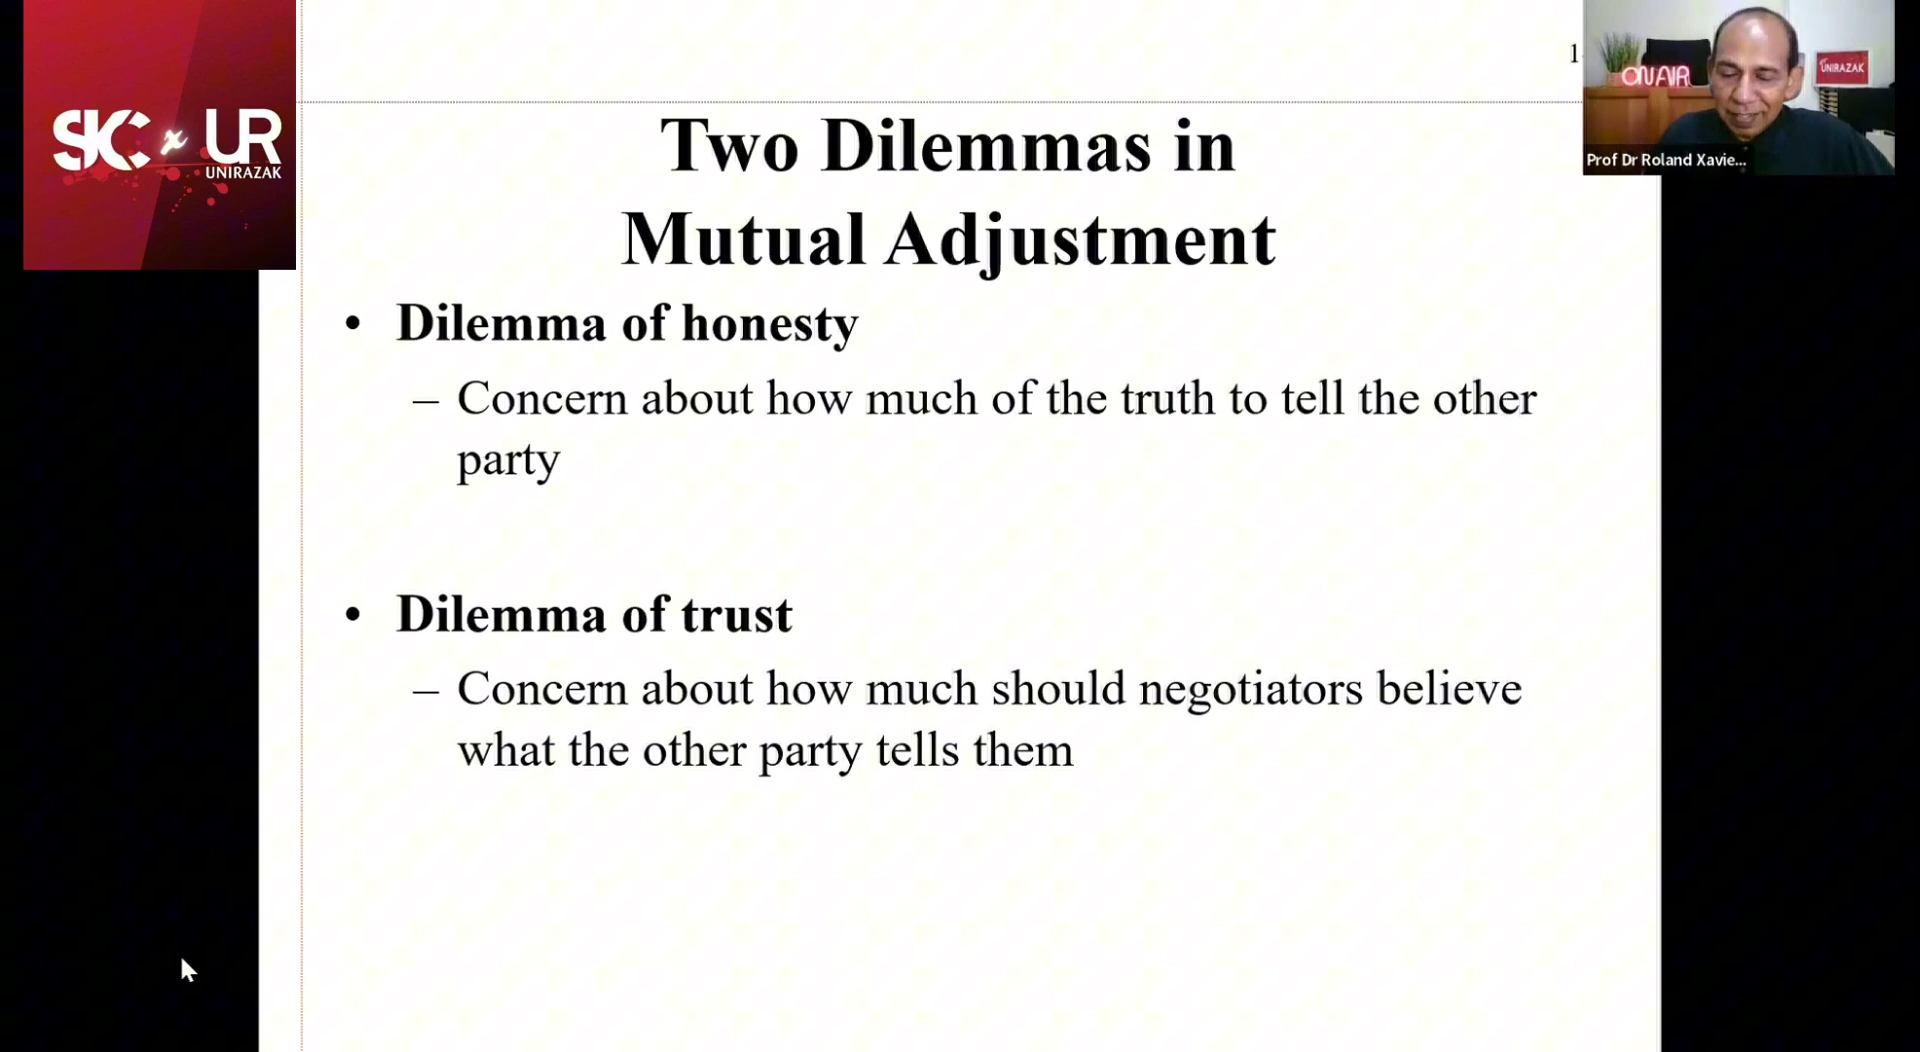 SKC x UR
UNIRAZAK
1
ON AIR
UNIRAZAK
Prof Dr Roland Xavie...
Two Dilemmas in
Mutual Adjustment
• Dilemma of honesty
– Concern about how much of the truth to tell the other
party
• Dilemma of trust
– Concern about how much should negotiators believe
what the other party tells them